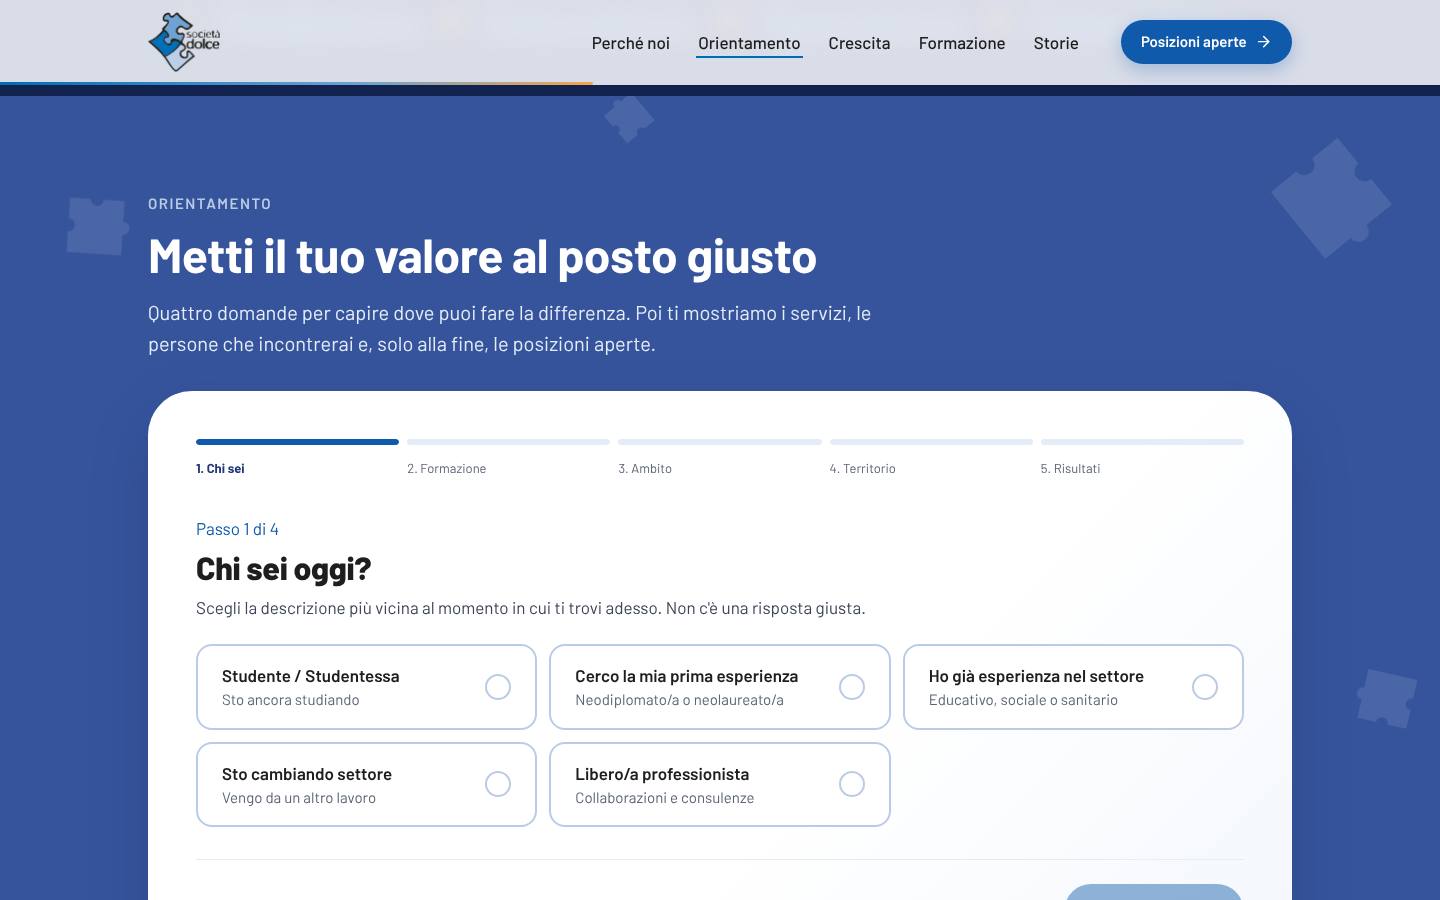 società
dolce
Perché noi
Orientamento
Crescita
Formazione
Storie
Posizioni aperte
ORIENTAMENTO
Metti il tuo valore al posto giusto
Quattro domande per capire dove puoi fare la differenza. Poi ti mostriamo i servizi, le
persone che incontrerai e, solo alla fine, le posizioni aperte.
1. Chi sei
2. Formazione
3. Ambito
4. Territorio
5. Risultati
Passo 1 di 4
Chi sei oggi?
Scegli la descrizione più vicina al momento in cui ti trovi adesso. Non c'è una risposta giusta.
Studente / Studentessa
Sto ancora studiando
Cerco la mia prima esperienza
Neodiplomato/a o neolaureato/a
Ho già esperienza nel settore
Educativo, sociale o sanitario
Sto cambiando settore
Vengo da un altro lavoro
Libero/a professionista
Collaborazioni e consulenze